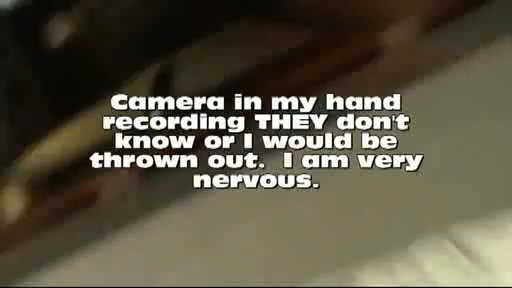 Camera in my hand
recording THEY don't
know or I would be
thrown out.  I am very
nervous.